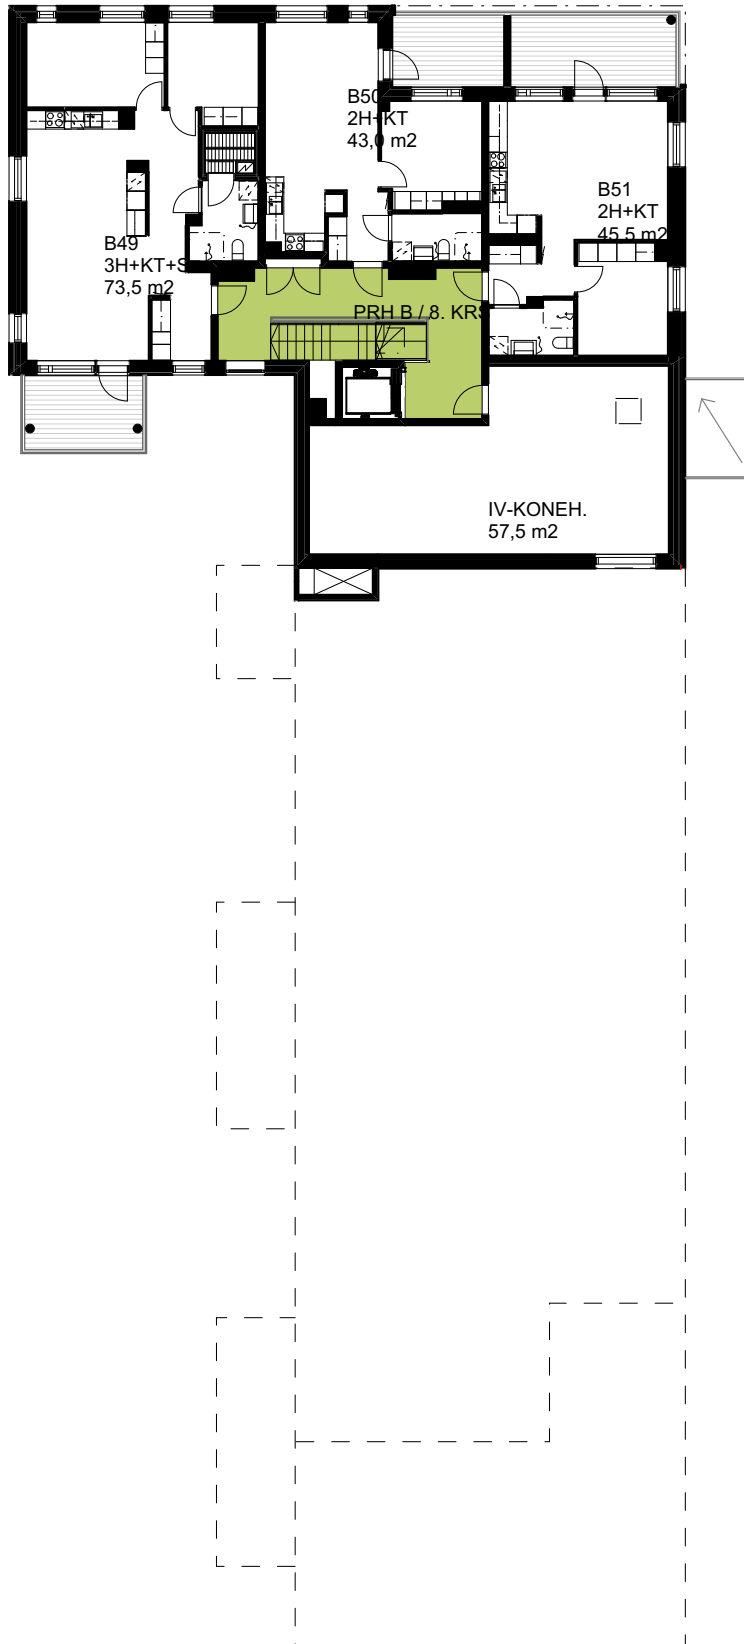 B50
2H+KT
43,0 m2
B51
2H+KT
45,5 m2
B49
3H+KT+S
73,5 m2
PRH B / 8. KRS
IV-KONEH.
57,5 m2